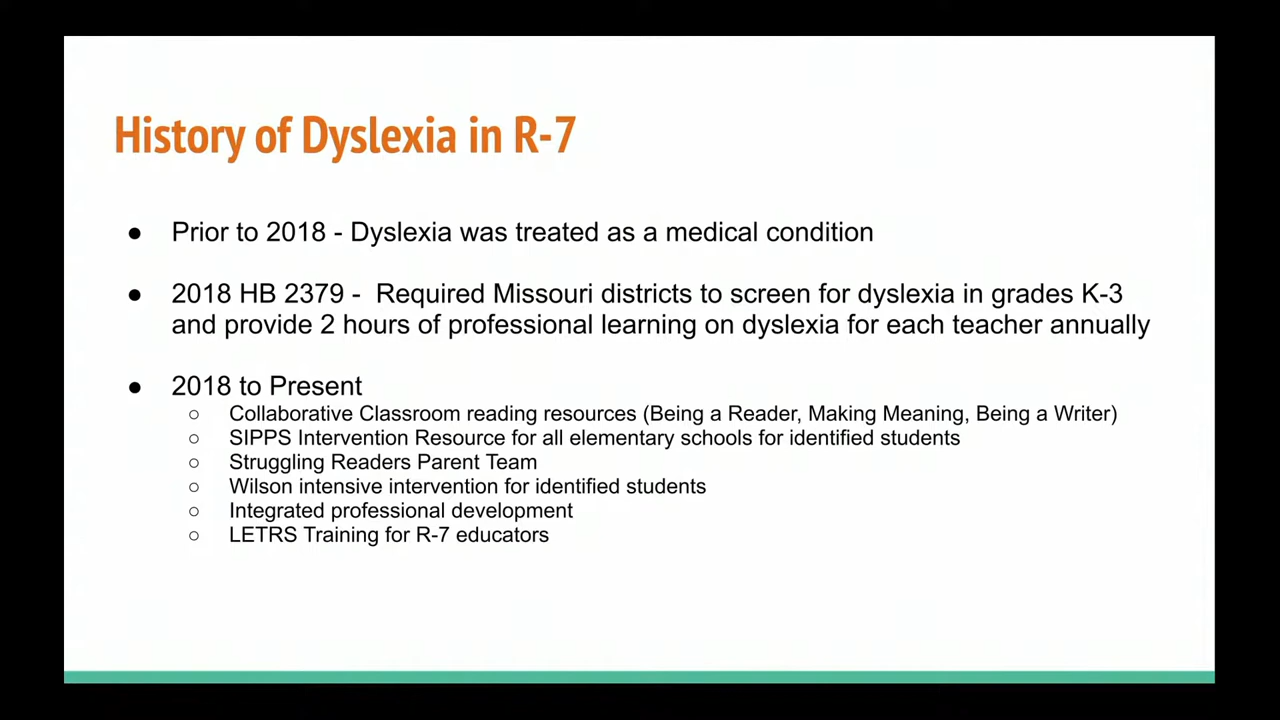 History of Dyslexia in R-7
● Prior to 2018 - Dyslexia was treated as a medical condition
● 2018 HB 2379 -  Required Missouri districts to screen for dyslexia in grades K-3
and provide 2 hours of professional learning on dyslexia for each teacher annually
● 2018 to Present
○ Collaborative Classroom reading resources (Being a Reader, Making Meaning, Being a Writer)
○ SIPPS Intervention Resource for all elementary schools for identified students
○ Struggling Readers Parent Team
○ Wilson intensive intervention for identified students
○ Integrated professional development
○ LETRS Training for R-7 educators